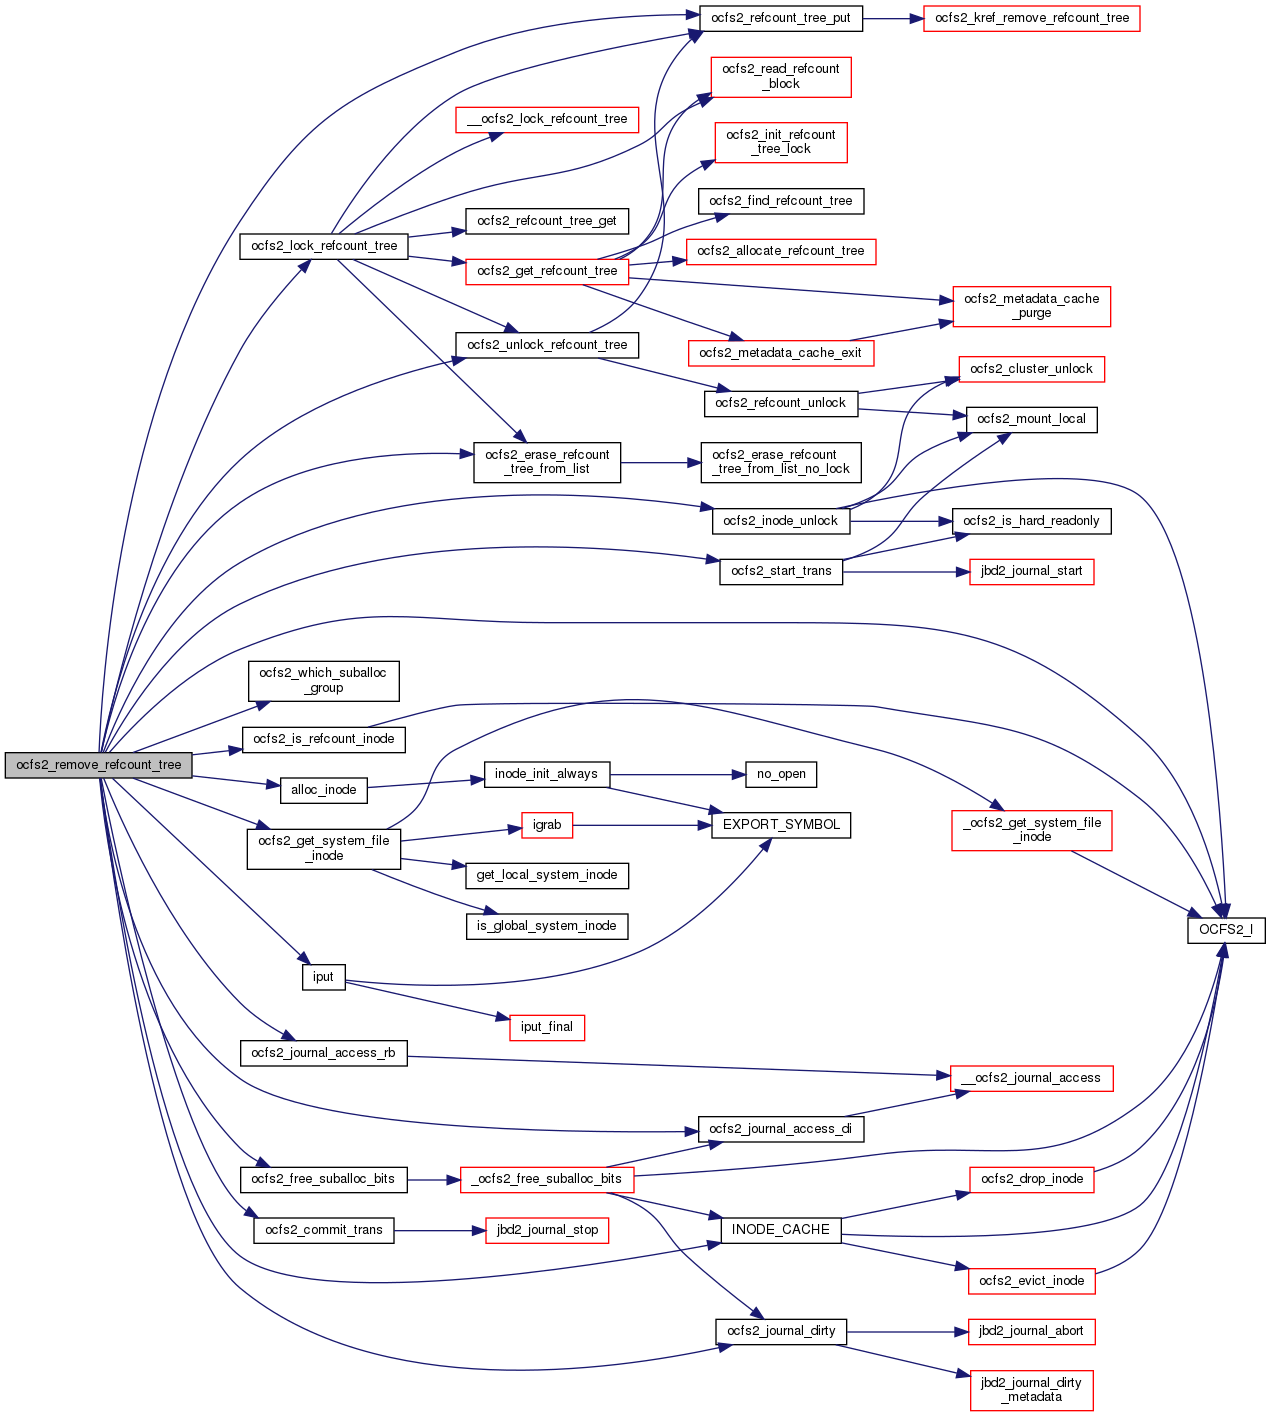 ocfs2_refcount_tree_put
ocfs2_kref_remove_refcount_tree
ocfs2_read_refcount
_block
__ocfs2_lock_refcount_tree
ocfs2_init_refcount
_tree_lock
ocfs2_find_refcount_tree
ocfs2_refcount_tree_get
ocfs2_lock_refcount_tree
ocfs2_allocate_refcount_tree
ocfs2_get_refcount_tree
ocfs2_metadata_cache
_purge
ocfs2_unlock_refcount_tree
ocfs2_metadata_cache_exit
ocfs2_cluster_unlock
ocfs2_refcount_unlock
ocfs2_mount_local
ocfs2_erase_refcount
_tree_from_list
ocfs2_erase_refcount
_tree_from_list_no_lock
ocfs2_inode_unlock
ocfs2_is_hard_readonly
ocfs2_start_trans
jbd2_journal_start
ocfs2_which_suballoc
_group
ocfs2_is_refcount_inode
ocfs2_remove_refcount_tree
inode_init_always
no_open
alloc_inode
igrab
EXPORT_SYMBOL
_ocfs2_get_system_file
_inode
ocfs2_get_system_file
_inode
get_local_system_inode
is_global_system_inode
OCFS2_I
iput
iput_final
ocfs2_journal_access_rb
__ocfs2_journal_access
ocfs2_journal_access_di
ocfs2_free_suballoc_bits
_ocfs2_free_suballoc_bits
ocfs2_drop_inode
ocfs2_commit_trans
jbd2_journal_stop
INODE_CACHE
ocfs2_evict_inode
ocfs2_journal_dirty
jbd2_journal_abort
jbd2_journal_dirty
_metadata